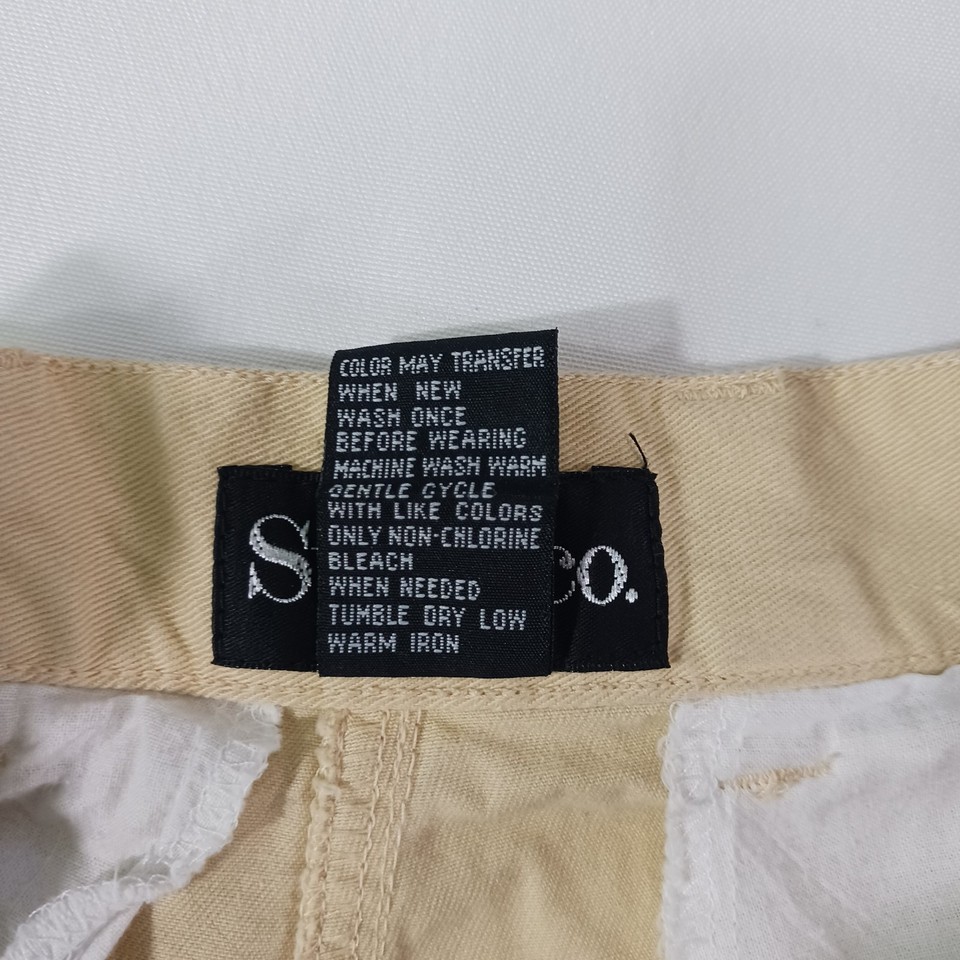 COLOR MAY TRANSFER
WHEN NEW
WASH ONCE
BEFORE WEARING
MACHINE WASH WARM
GENTLE CYCLE
WITH LIKE COLORS
ONLY NON-CHLORINE
BLEACH
WHEN NEEDED
TUMBLE DRY LOW
WARM IRON